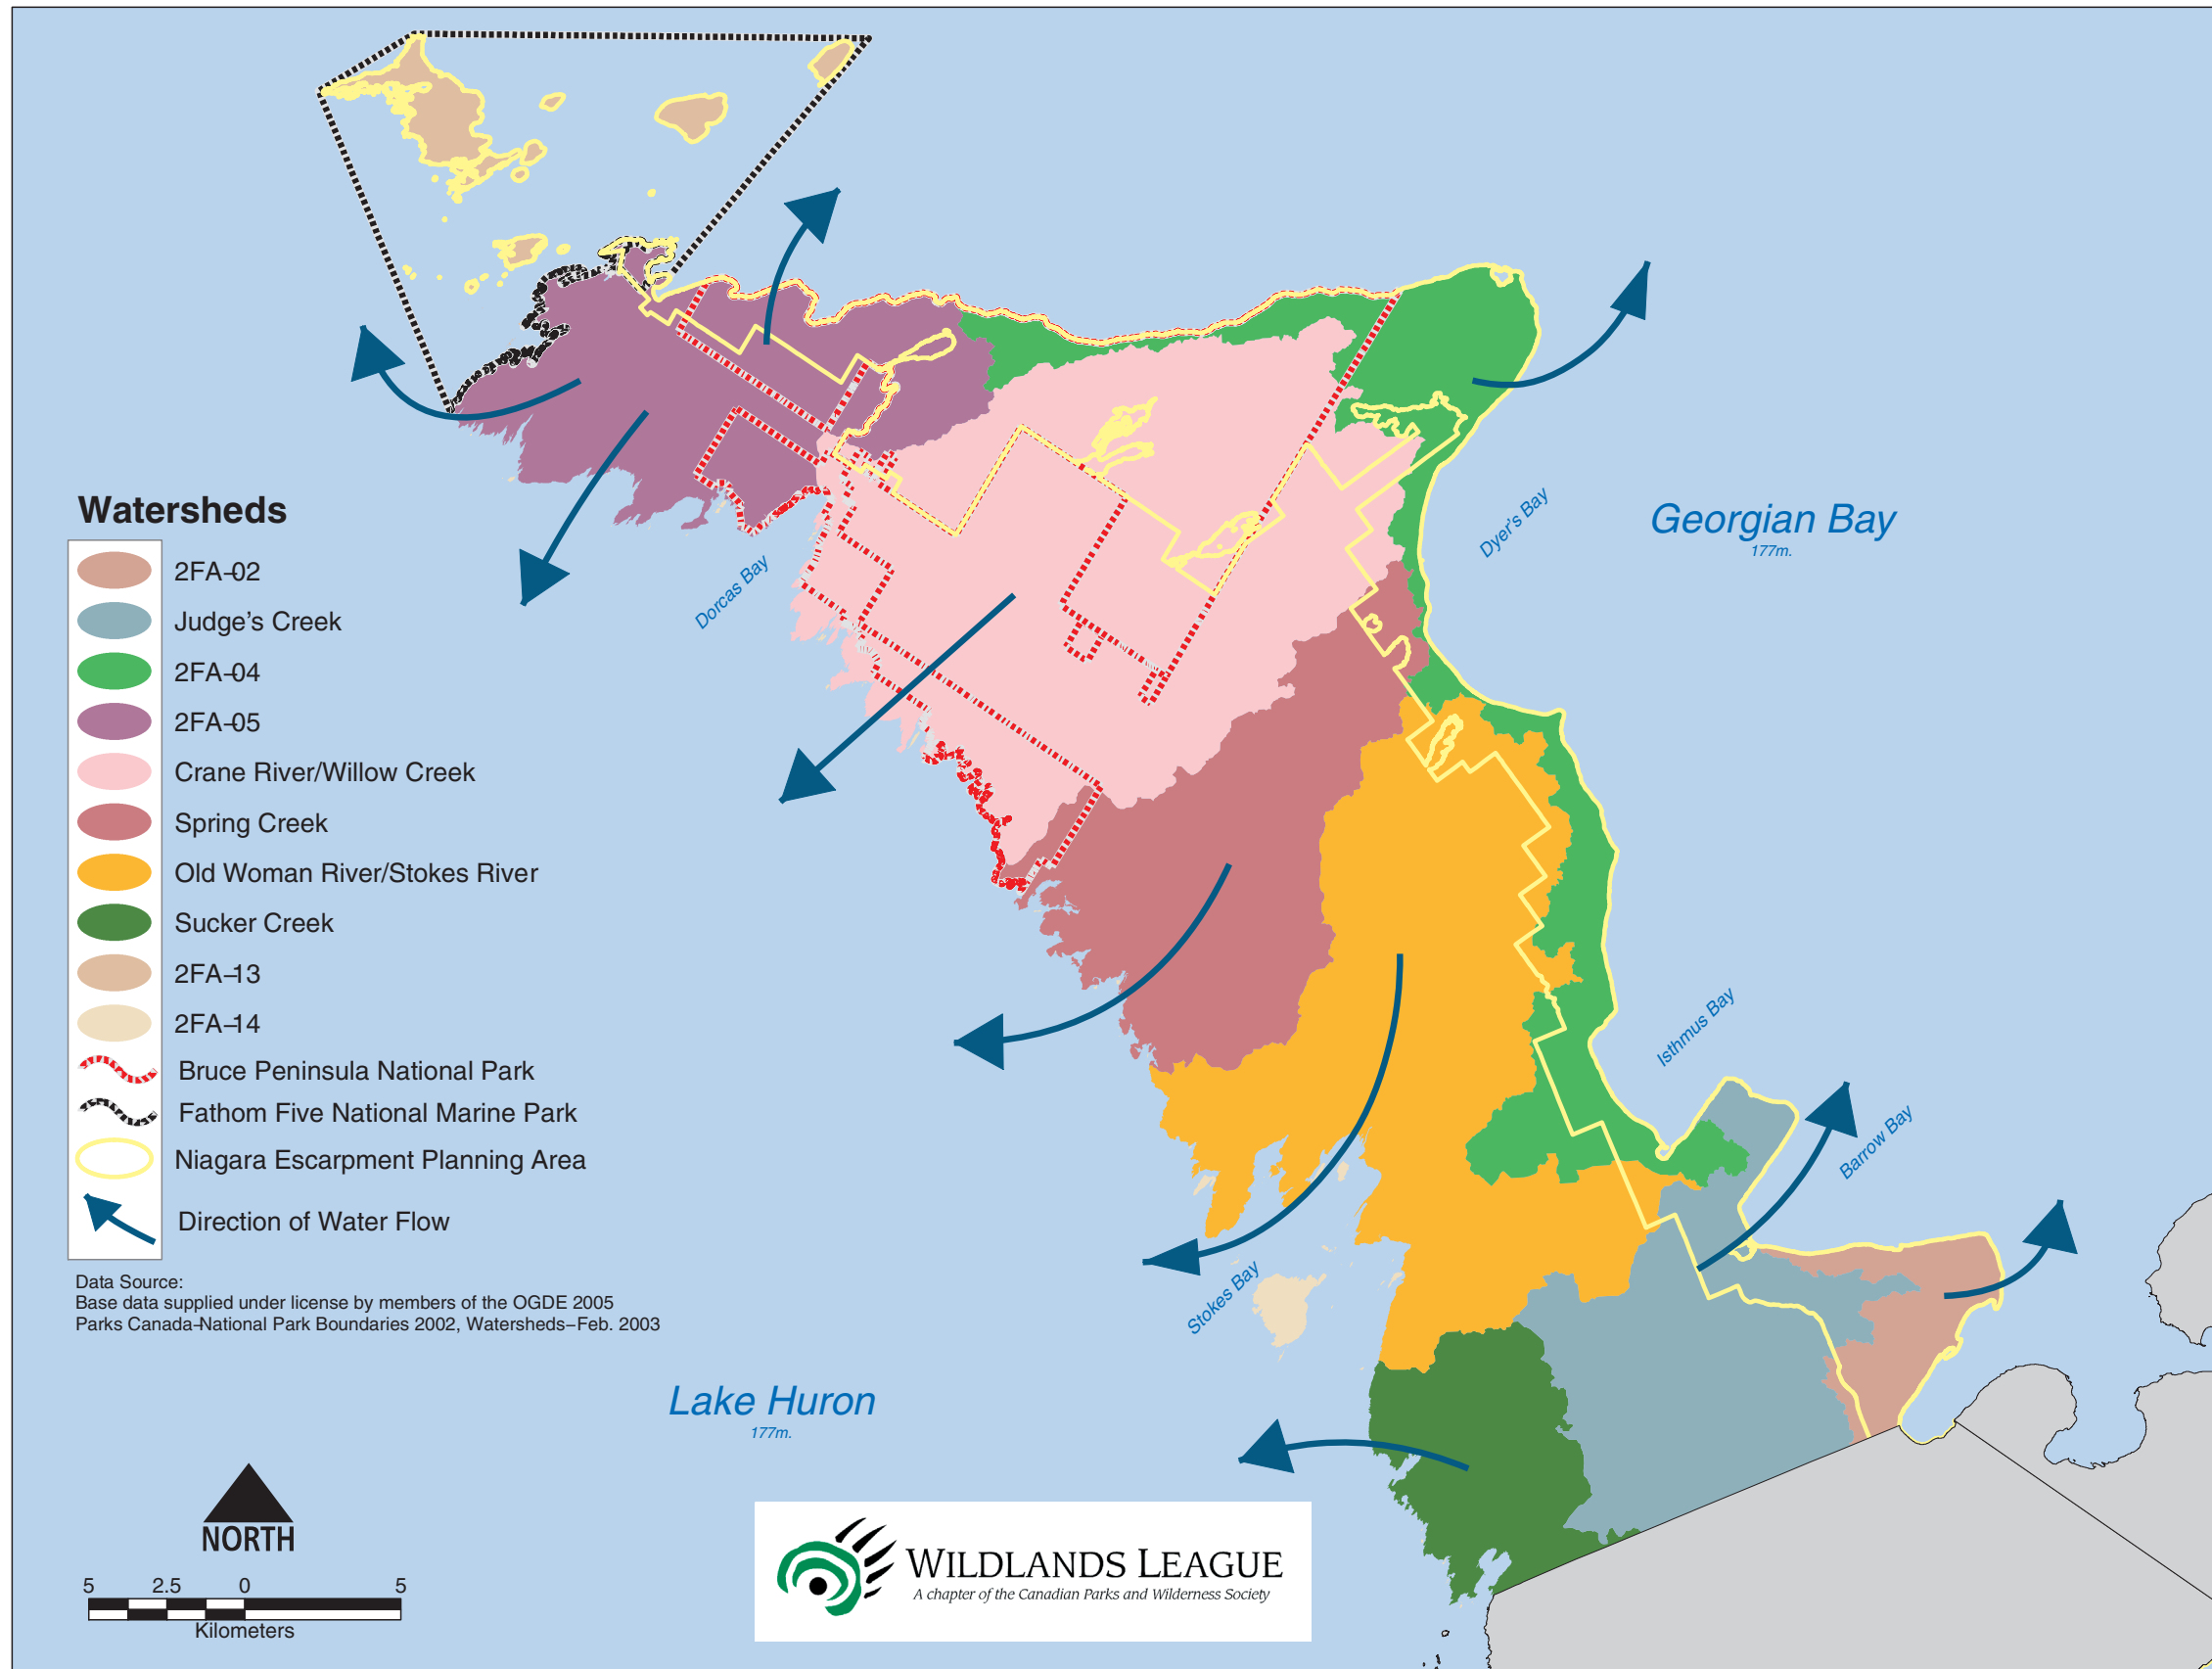 Georgian Bay
177m.
Dyer's Bay
Dorcas Bay
Isthmus Bay
Barrow Bay
Stokes Bay
Lake Huron
177m.
Watersheds
2FA-02
Judge's Creek
2FA-04
2FA-05
Crane River/Willow Creek
Spring Creek
Old Woman River/Stokes River
Sucker Creek
2FA-13
2FA-14
Bruce Peninsula National Park
Fathom Five National Marine Park
Niagara Escarpment Planning Area
Direction of Water Flow
Data Source:
Base data supplied under license by members of the OGDE 2005
Parks Canada-National Park Boundaries 2002, Watersheds-Feb. 2003
NORTH
5 2.5 0 5
Kilometers
WILDLANDS LEAGUE
A chapter of the Canadian Parks and Wilderness Society